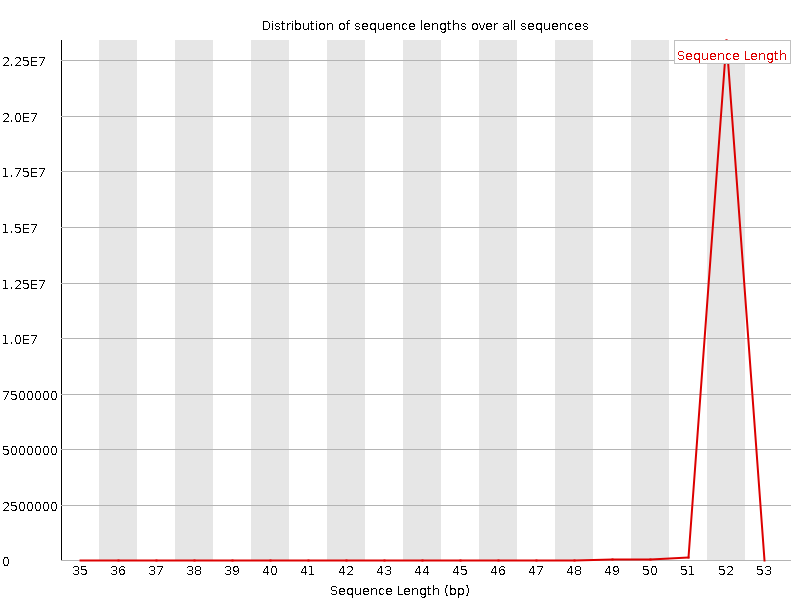 Distribution of sequence lengths over all sequences
Sequence Length
2.25E7
2.0E7
1.75E7
1.5E7
1.25E7
1.0E7
7500000
5000000
2500000
0
35 36 37 38 39 40 41 42 43 44 45 46 47 48 49 50 51 52 53
Sequence Length (bp)